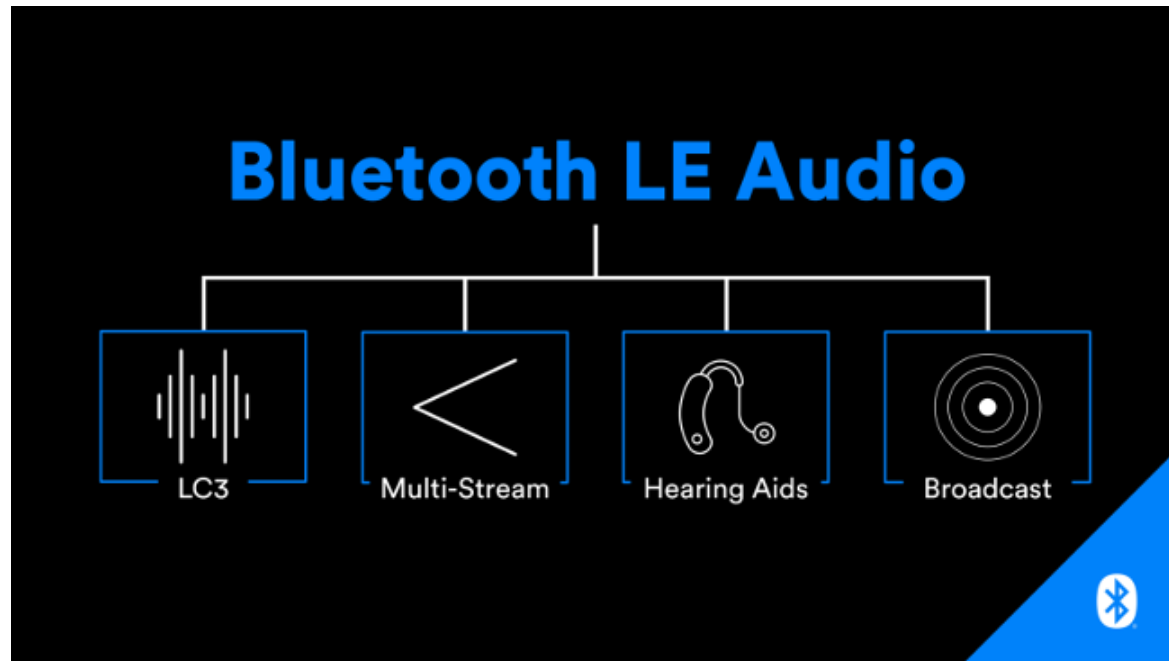 Bluetooth LE Audio
LC3
Multi-Stream
Hearing Aids
Broadcast